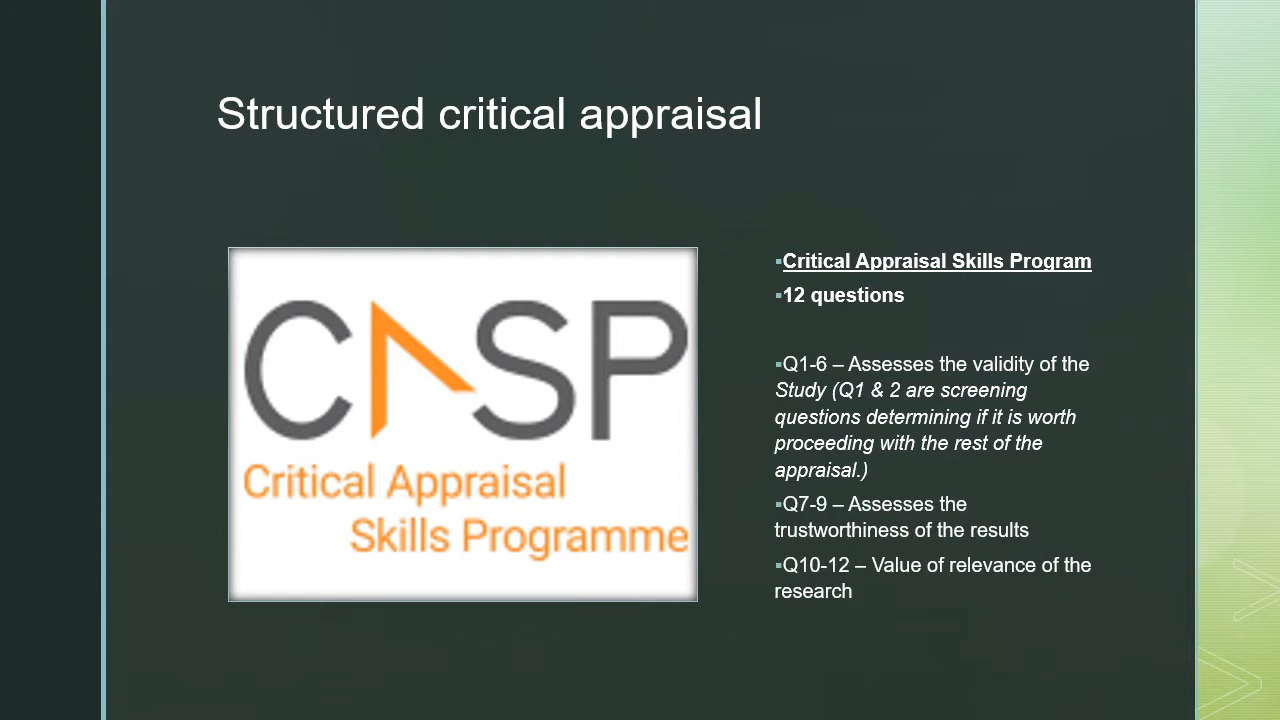 Structured critical appraisal
CASP
Critical Appraisal
Skills Programme
▪Critical Appraisal Skills Program
▪12 questions
▪Q1-6 – Assesses the validity of the
Study (Q1 & 2 are screening
questions determining if it is worth
proceeding with the rest of the
appraisal.)
▪Q7-9 – Assesses the
trustworthiness of the results
▪Q10-12 – Value of relevance of the
research